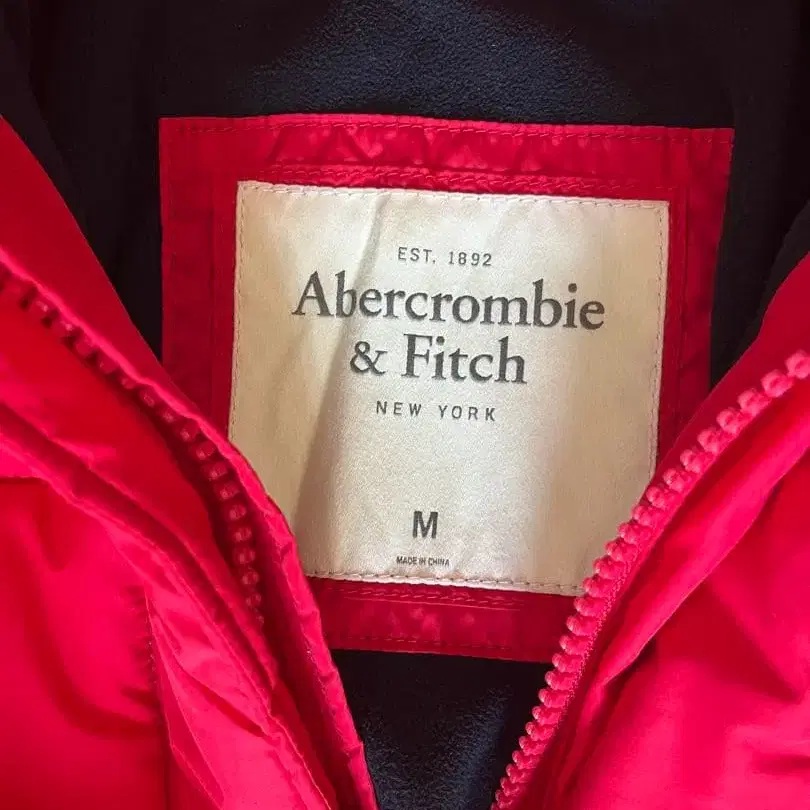 EST. 1892
Abercrombie
& Fitch
NEW YORK
M
MADE IN CHINA